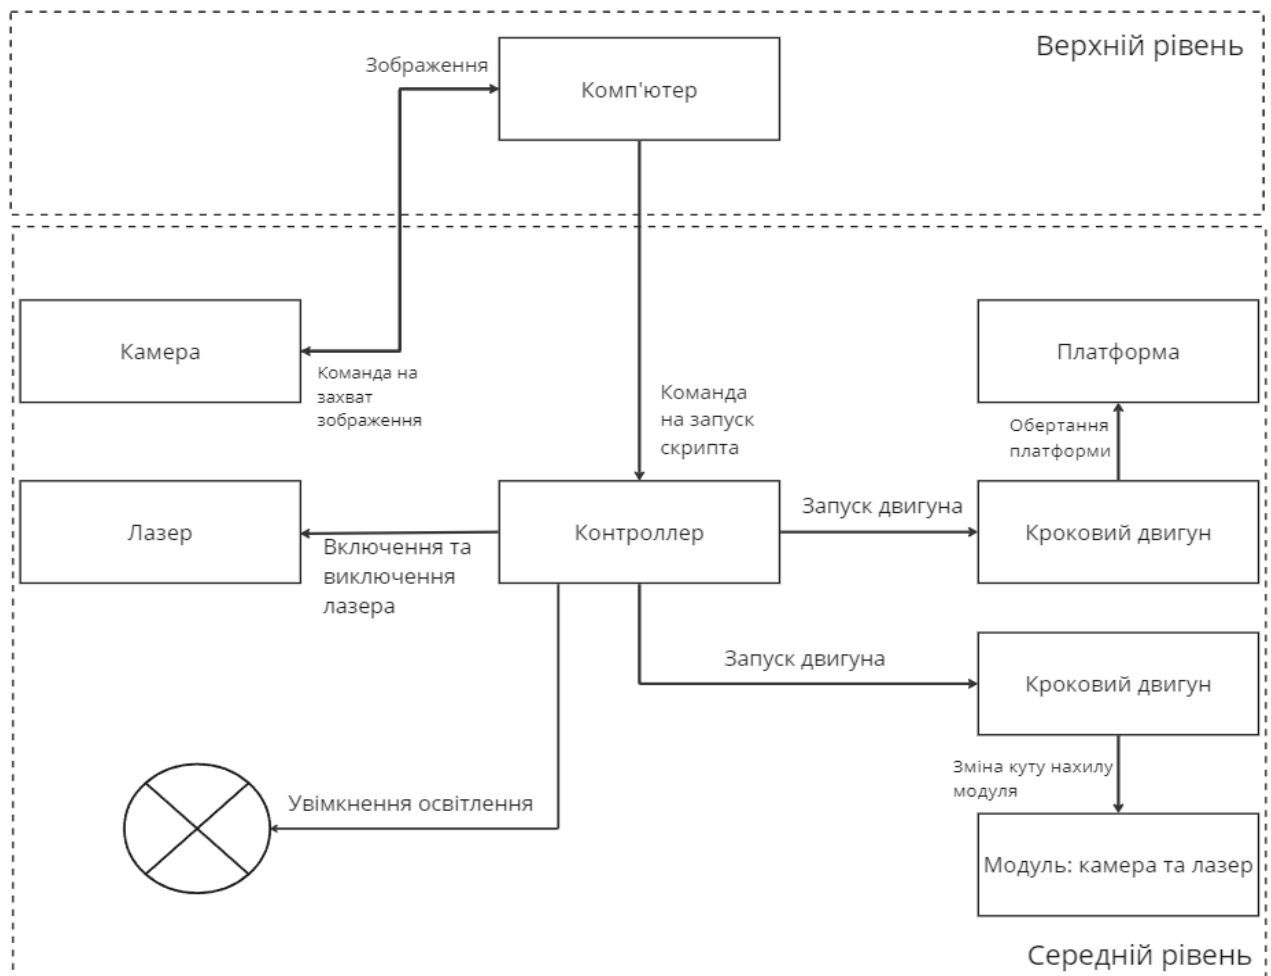 Верхній рівень
Зображення
Комп'ютер
Камера
Команда на
захват
зображення
Команда
на запуск
скрипта
Платформа
Обертання
платформи
Лазер
Включення та
виключення
лазера
Контроллер
Запуск двигуна
Кроковий двигун
Запуск двигуна
Кроковий двигун
Зміна куту нахилу
модуля
Увімкнення освітлення
Модуль: камера та лазер
Середній рівень